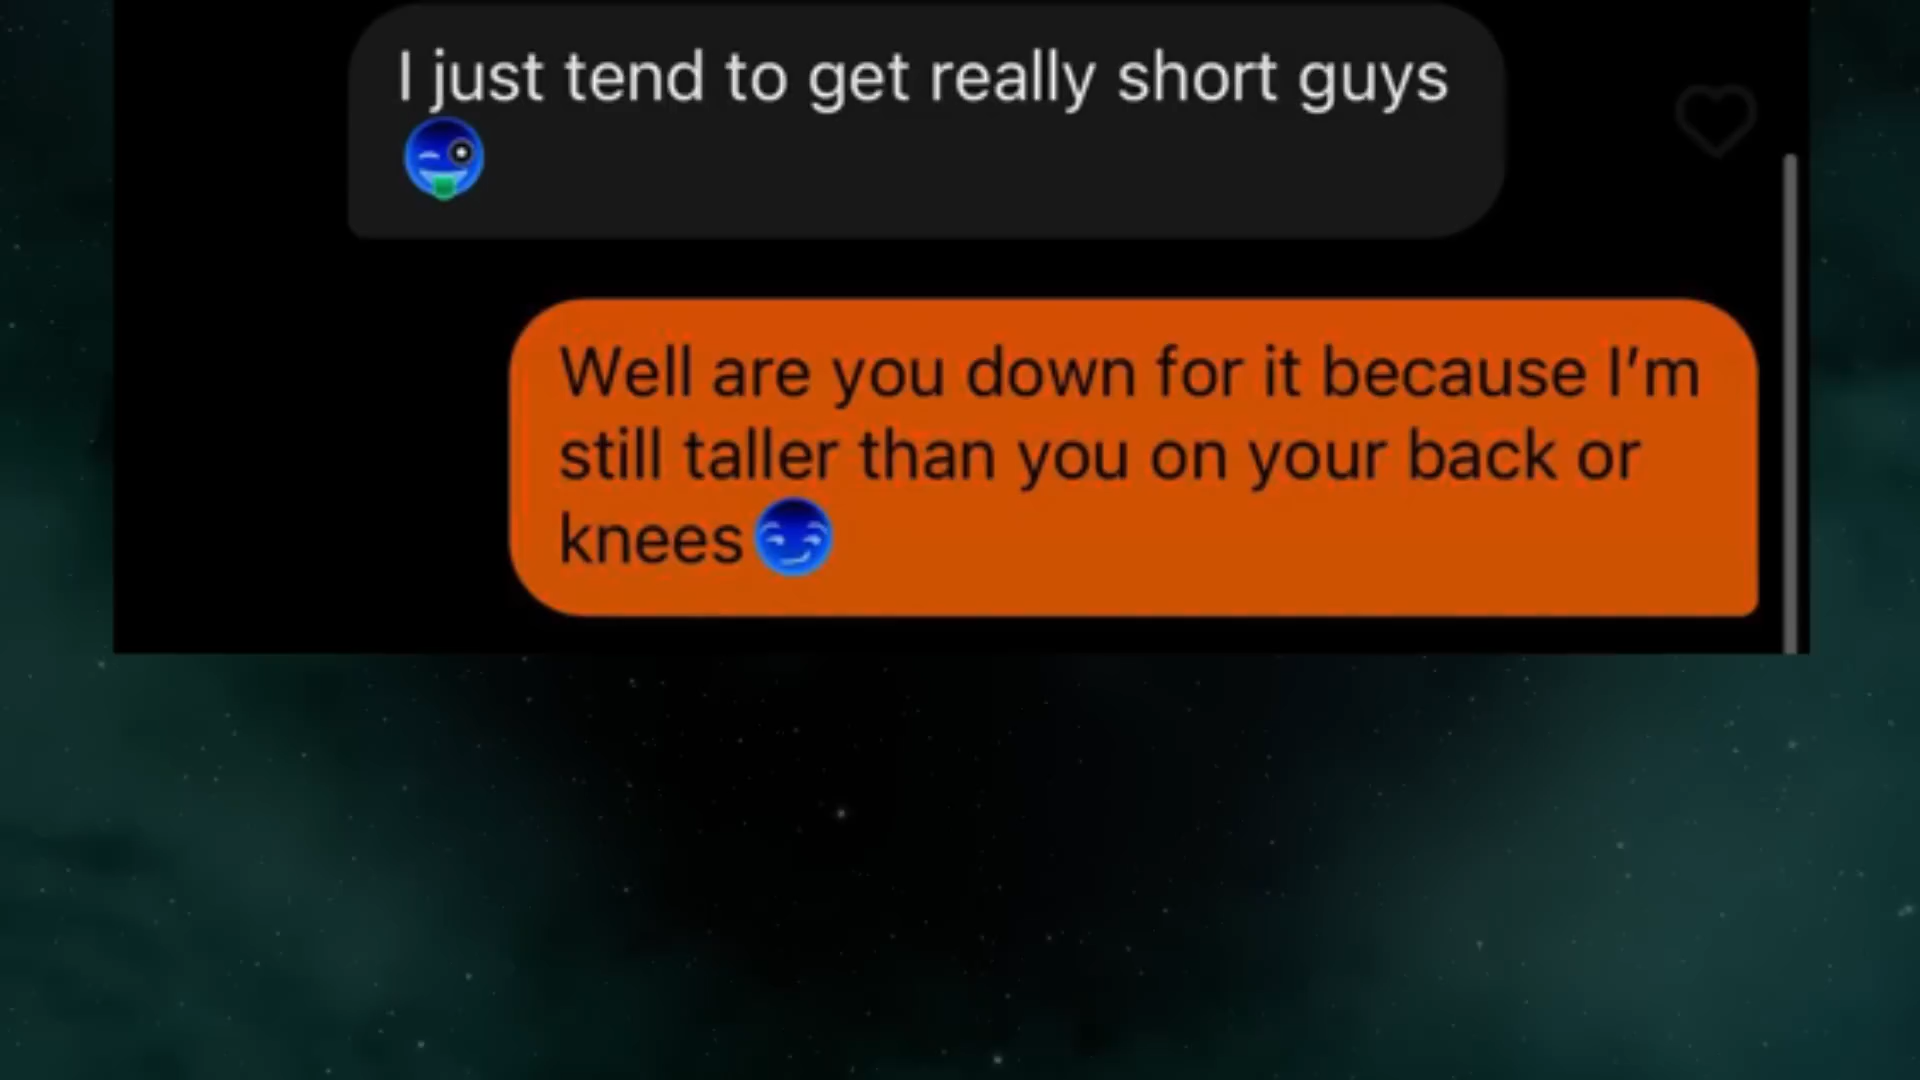 I just tend to get really short guys
😜
Well are you down for it because I'm
still taller than you on your back or
knees😏